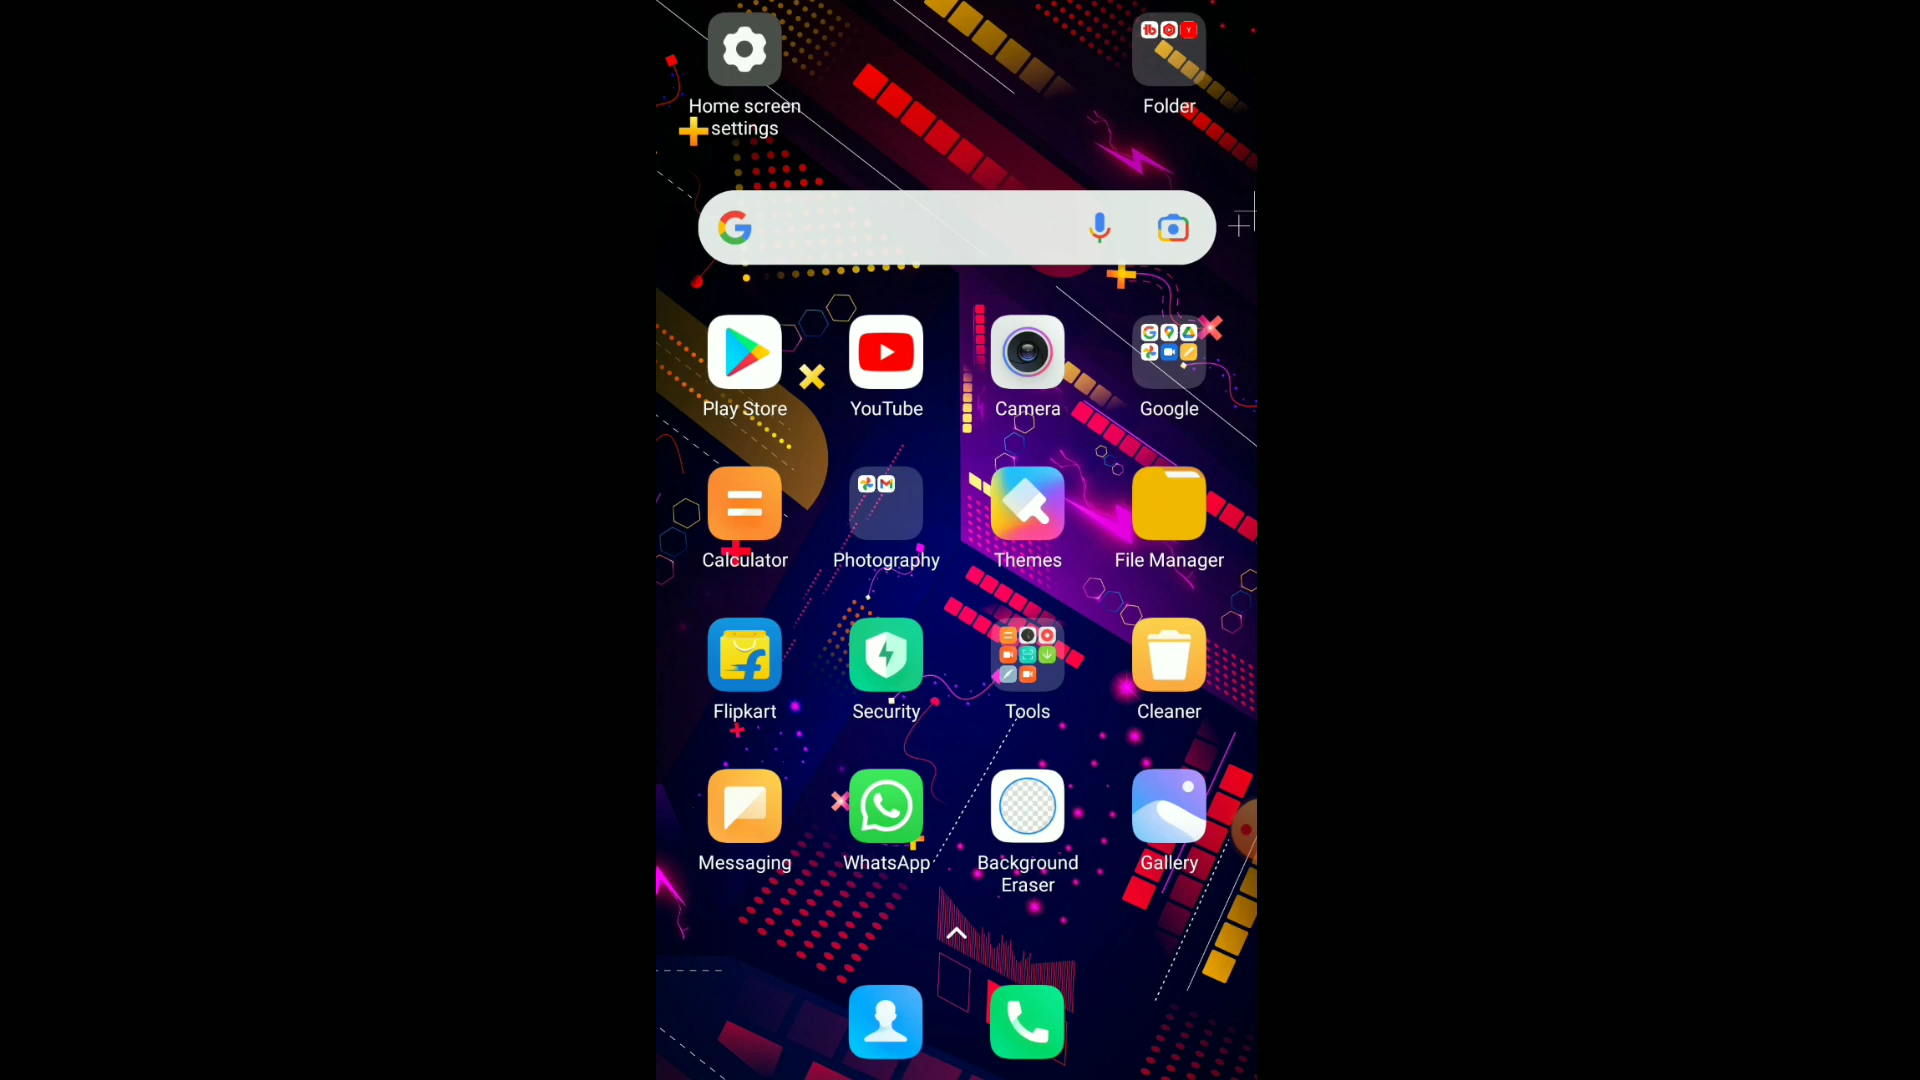 Home screen
settings
Folder
Play Store
YouTube
Camera
Google
Calculator
Photography
Themes
File Manager
Flipkart
Security
Tools
Cleaner
Messaging
WhatsApp
Background
Eraser
Gallery